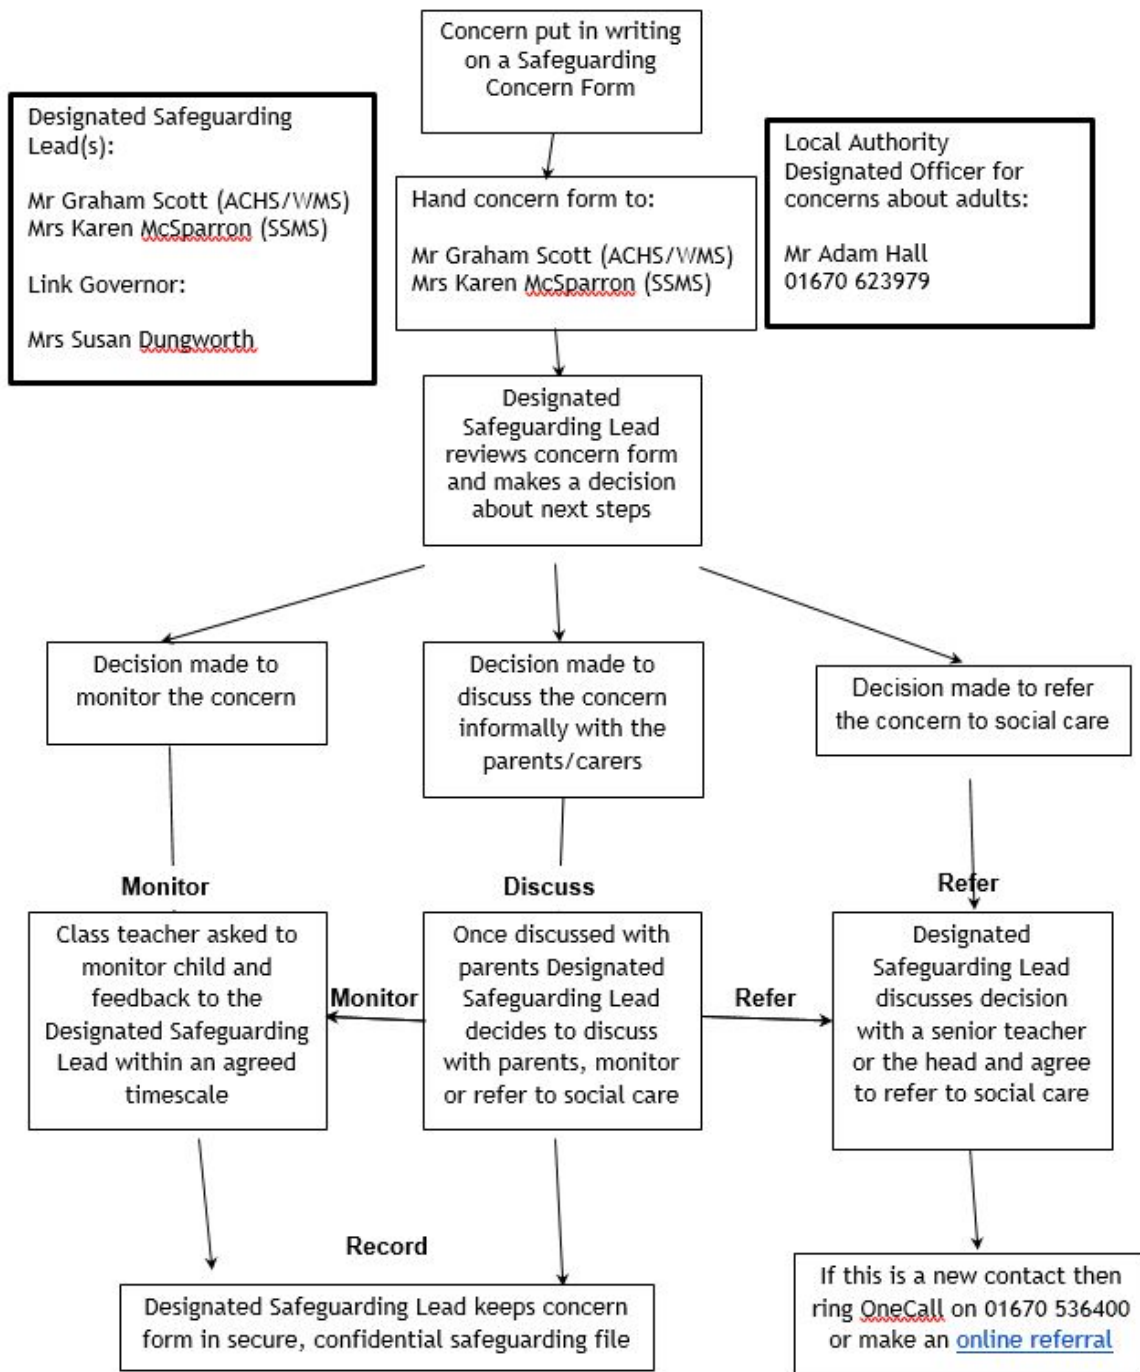 Concern put in writing
on a Safeguarding
Concern Form
Designated Safeguarding
Lead(s):
Mr Graham Scott (ACHS/WMS)
Mrs Karen McSparron (SSMS)
Link Governor:
Mrs Susan Dungworth
Hand concern form to:
Mr Graham Scott (ACHS/WMS)
Mrs Karen McSparron (SSMS)
Local Authority
Designated Officer for
concerns about adults:
Mr Adam Hall
01670 623979
Designated
Safeguarding Lead
reviews concern form
and makes a decision
about next steps
Decision made to
monitor the concern
Decision made to
discuss the concern
informally with the
parents/carers
Decision made to refer
the concern to social care
Monitor
Discuss
Refer
Class teacher asked to
monitor child and
feedback to the
Designated Safeguarding
Lead within an agreed
timescale
Monitor
Once discussed with
parents Designated
Safeguarding Lead
decides to discuss
with parents, monitor
or refer to social care
Refer
Designated
Safeguarding Lead
discusses decision
with a senior teacher
or the head and agree
to refer to social care
Record
Designated Safeguarding Lead keeps concern
form in secure, confidential safeguarding file
If this is a new contact then
ring OneCall on 01670 536400
or make an online referral